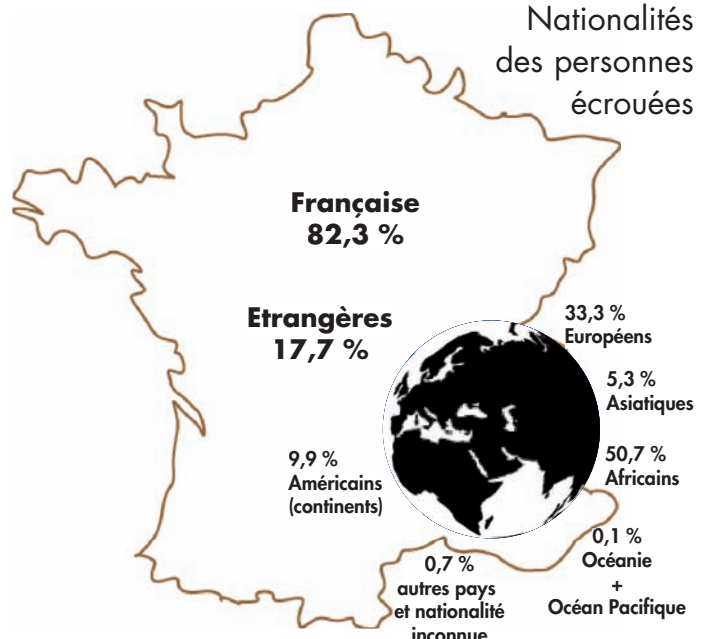 Nationalités
des personnes
écrouées
Française
82,3 %
Etrangères
17,7 %
33,3 %
Européens
5,3 %
Asiatiques
50,7 %
Africains
9,9 %
Américains
(continents)
0,1 %
Océanie
+
Océan Pacifique
0,7 %
autres pays
et nationalité
inconnue